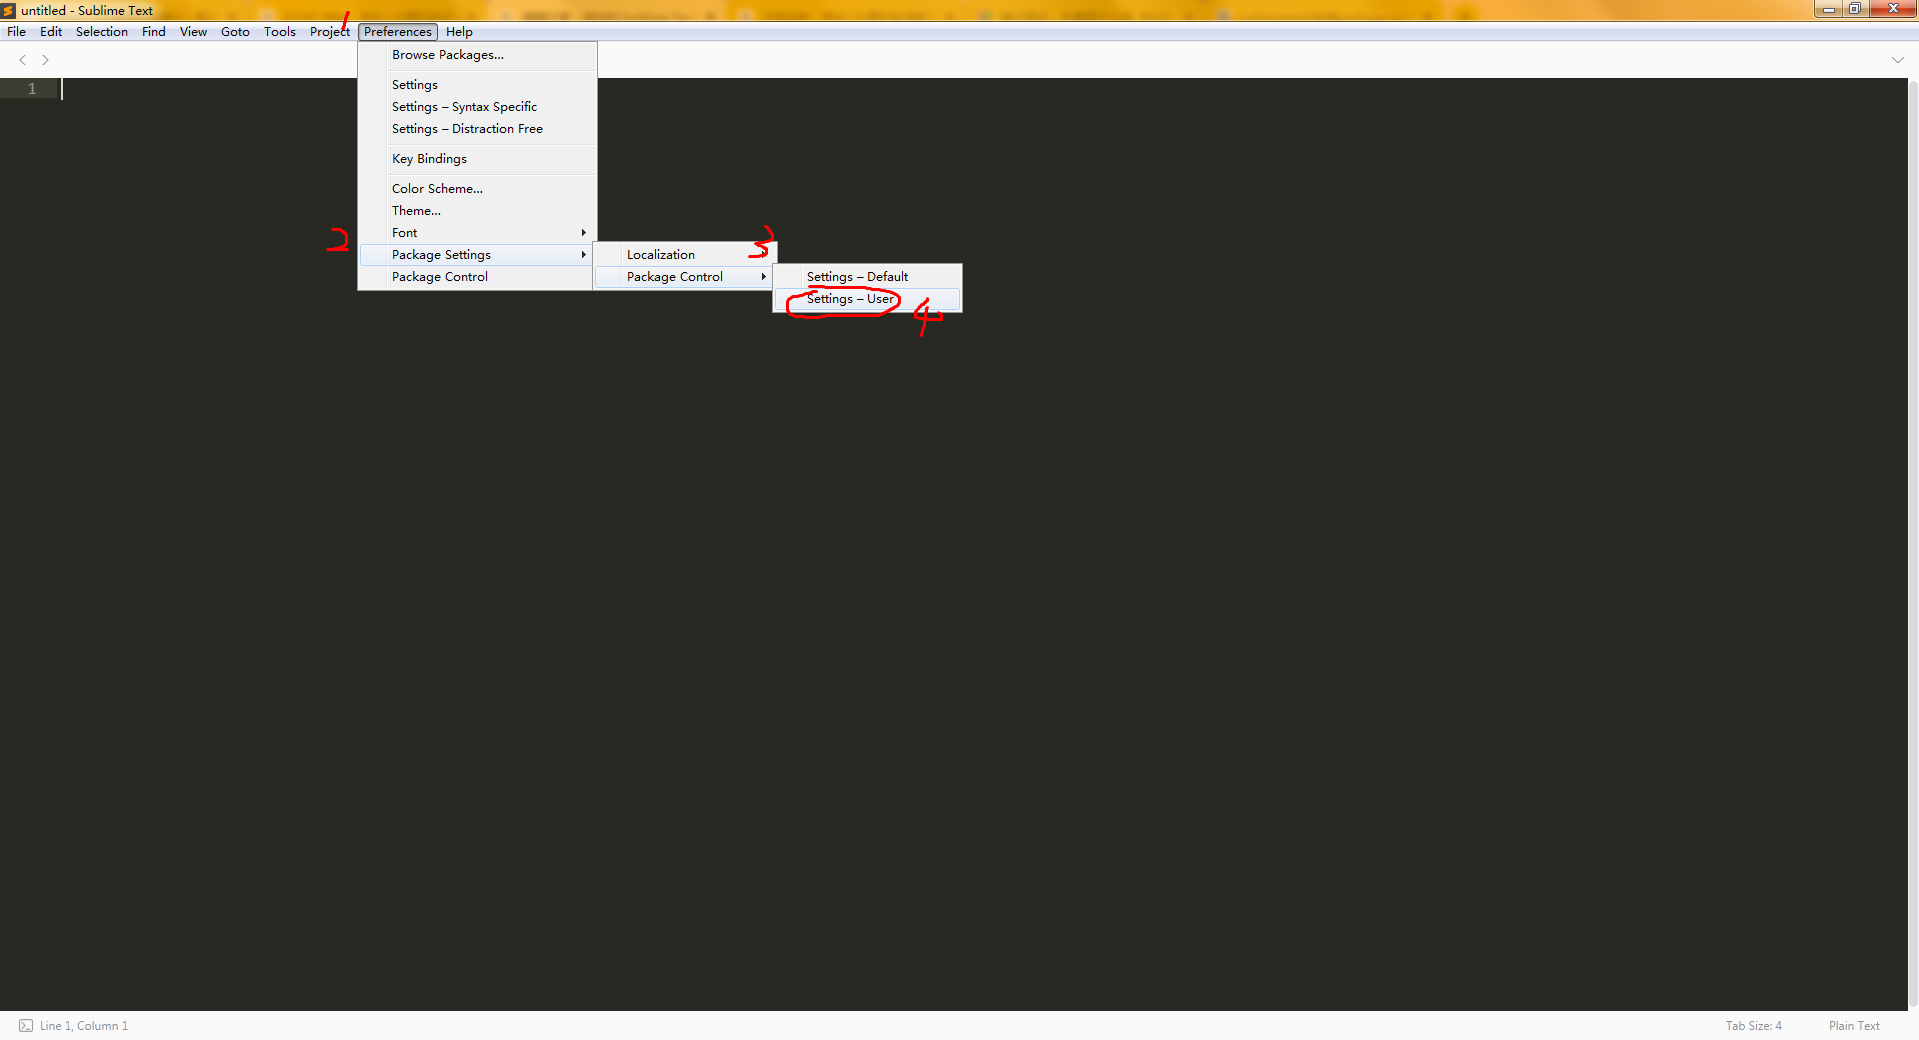 untitled - Sublime Text
File Edit Selection Find View Goto Tools Project Preferences Help
1
Browse Packages...
1
Settings
Settings – Syntax Specific
Settings – Distraction Free
Key Bindings
Color Scheme...
Theme...
Font
2
Package Settings
Package Control
Localization
3
Package Control
Settings – Default
Settings – User
4
Line 1, Column 1
Tab Size: 4
Plain Text